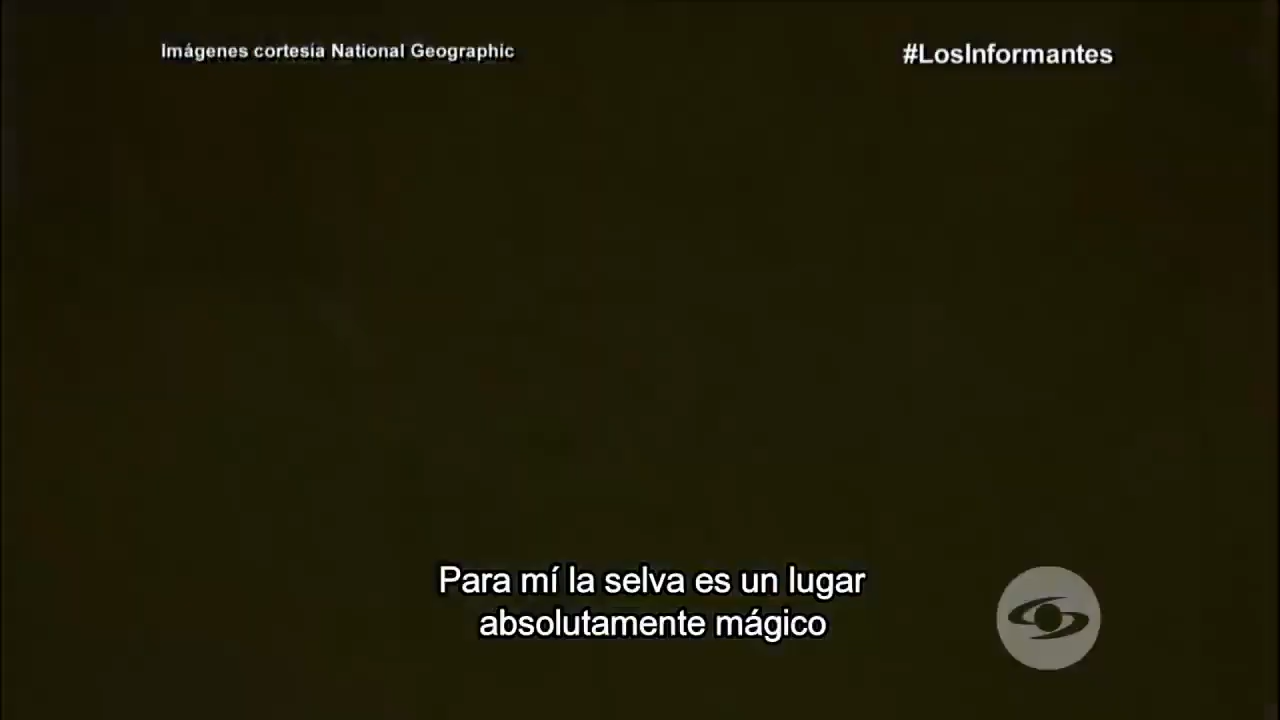 Imágenes cortesía National Geographic
#LosInformantes
Para mí la selva es un lugar
absolutamente mágico